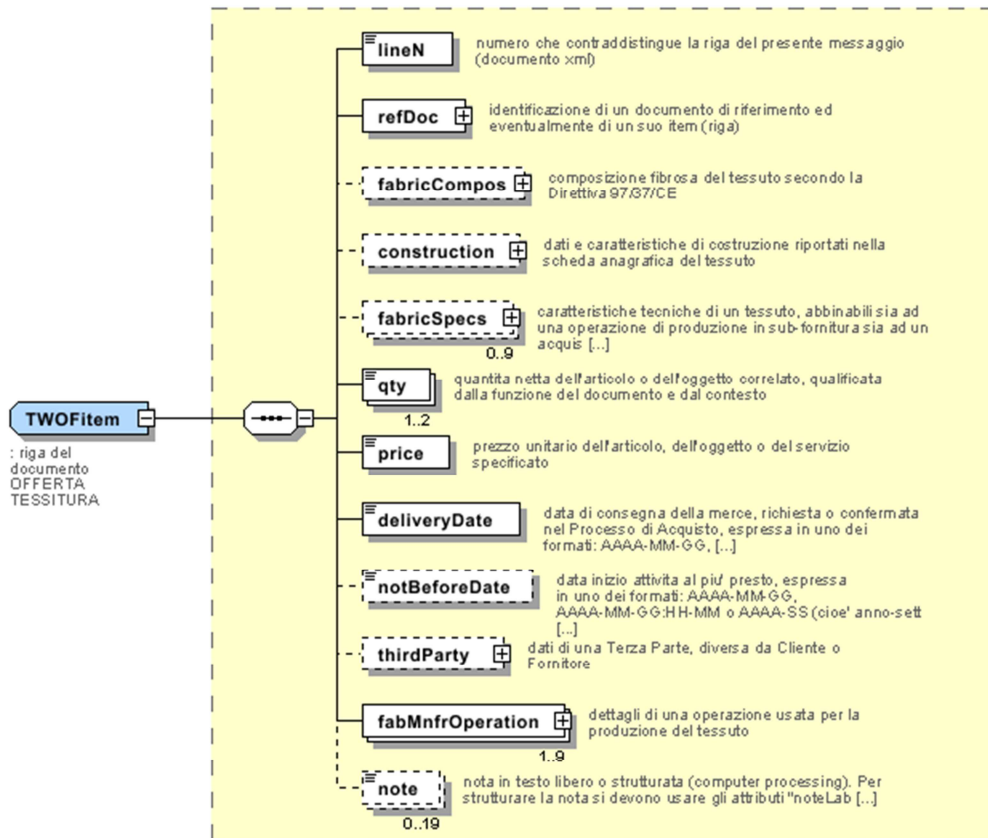 lineN
numero che contraddistingue la riga del presente messaggio
(documento xml)
refDoc
identificazione di un documento di riferimento ed
eventualmente di un suo item (riga)
fabricCompos
composizione fibrosa del tessuto secondo la
Direttiva 97/37/CE
construction
dati e caratteristiche di costruzione riportati nella
scheda anagrafica del tessuto
fabricSpecs
caratteristiche tecniche di un tessuto, abbinabili sia ad
una operazione di produzione in sub-fornitura sia ad un
acquis [...]
0..9
qty
quantita netta dell'articolo o dell'oggetto correlato, qualificata
dalla funzione del documento e dal contesto
1..2
TWOFitem
: riga del
documento
OFFERTA
TESSITURA
price
prezzo unitario dell'articolo, dell'oggetto o del servizio
specificato
deliveryDate
data di consegna della merce, richiesta o confermata
nel Processo di Acquisto, espressa in uno dei
formati: AAAA-MM-GG, [...]
notBeforeDate
data inizio attivita al piu' presto, espressa
in uno dei formati: AAAA-MM-GG,
AAAA-MM-GG:HH-MM o AAAA-SS (cioe' anno-sett
[...]
thirdParty
dati di una Terza Parte, diversa da Cliente o
Fornitore
fabMnfrOperation
dettagli di una operazione usata per la
produzione del tessuto
1..9
note
nota in testo libero o strutturata (computer processing). Per
strutturare la nota si devono usare gli attributi "noteLab [...]
0..19